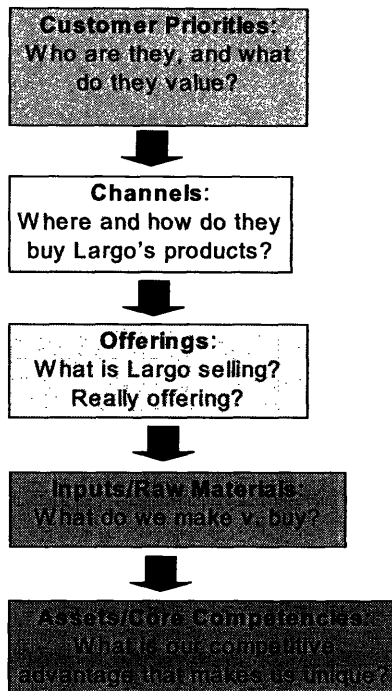 Customer Priorities:
Who are they, and what
do they value?
Channels:
Where and how do they
buy Largo's products?
Offerings:
What is Largo selling?
Really offering?
Inputs/Raw Materials:
What do we make v. buy?
Assets/Core Competencies:
What is our competitive
advantage that makes us unique?